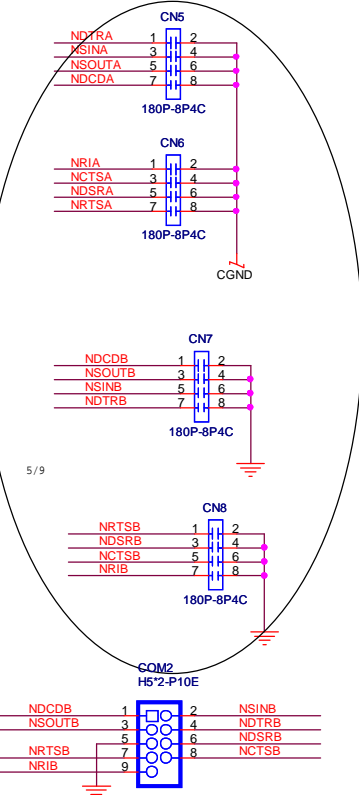 CN5
NDTRA 1 2
NSINA 3 4
NSOUTA 5 6
NDCDA 7 8
180P-8P4C
CN6
NRIA 1 2
NCTSA 3 4
NDSRA 5 6
NRTSA 7 8
180P-8P4C
CGND
CN7
NDCDB 1 2
NSOUTB 3 4
NSINB 5 6
NDTRB 7 8
180P-8P4C
5/9
CN8
NRTSB 1 2
NDSRB 3 4
NCTSB 5 6
NRIB 7 8
180P-8P4C
COM2
H5*2-P10E
NDCDB 1 2 NSINB
NSOUTB 3 4 NDTRB
5 6 NDSRB
NRTSB 7 8 NCTSB
NRIB 9